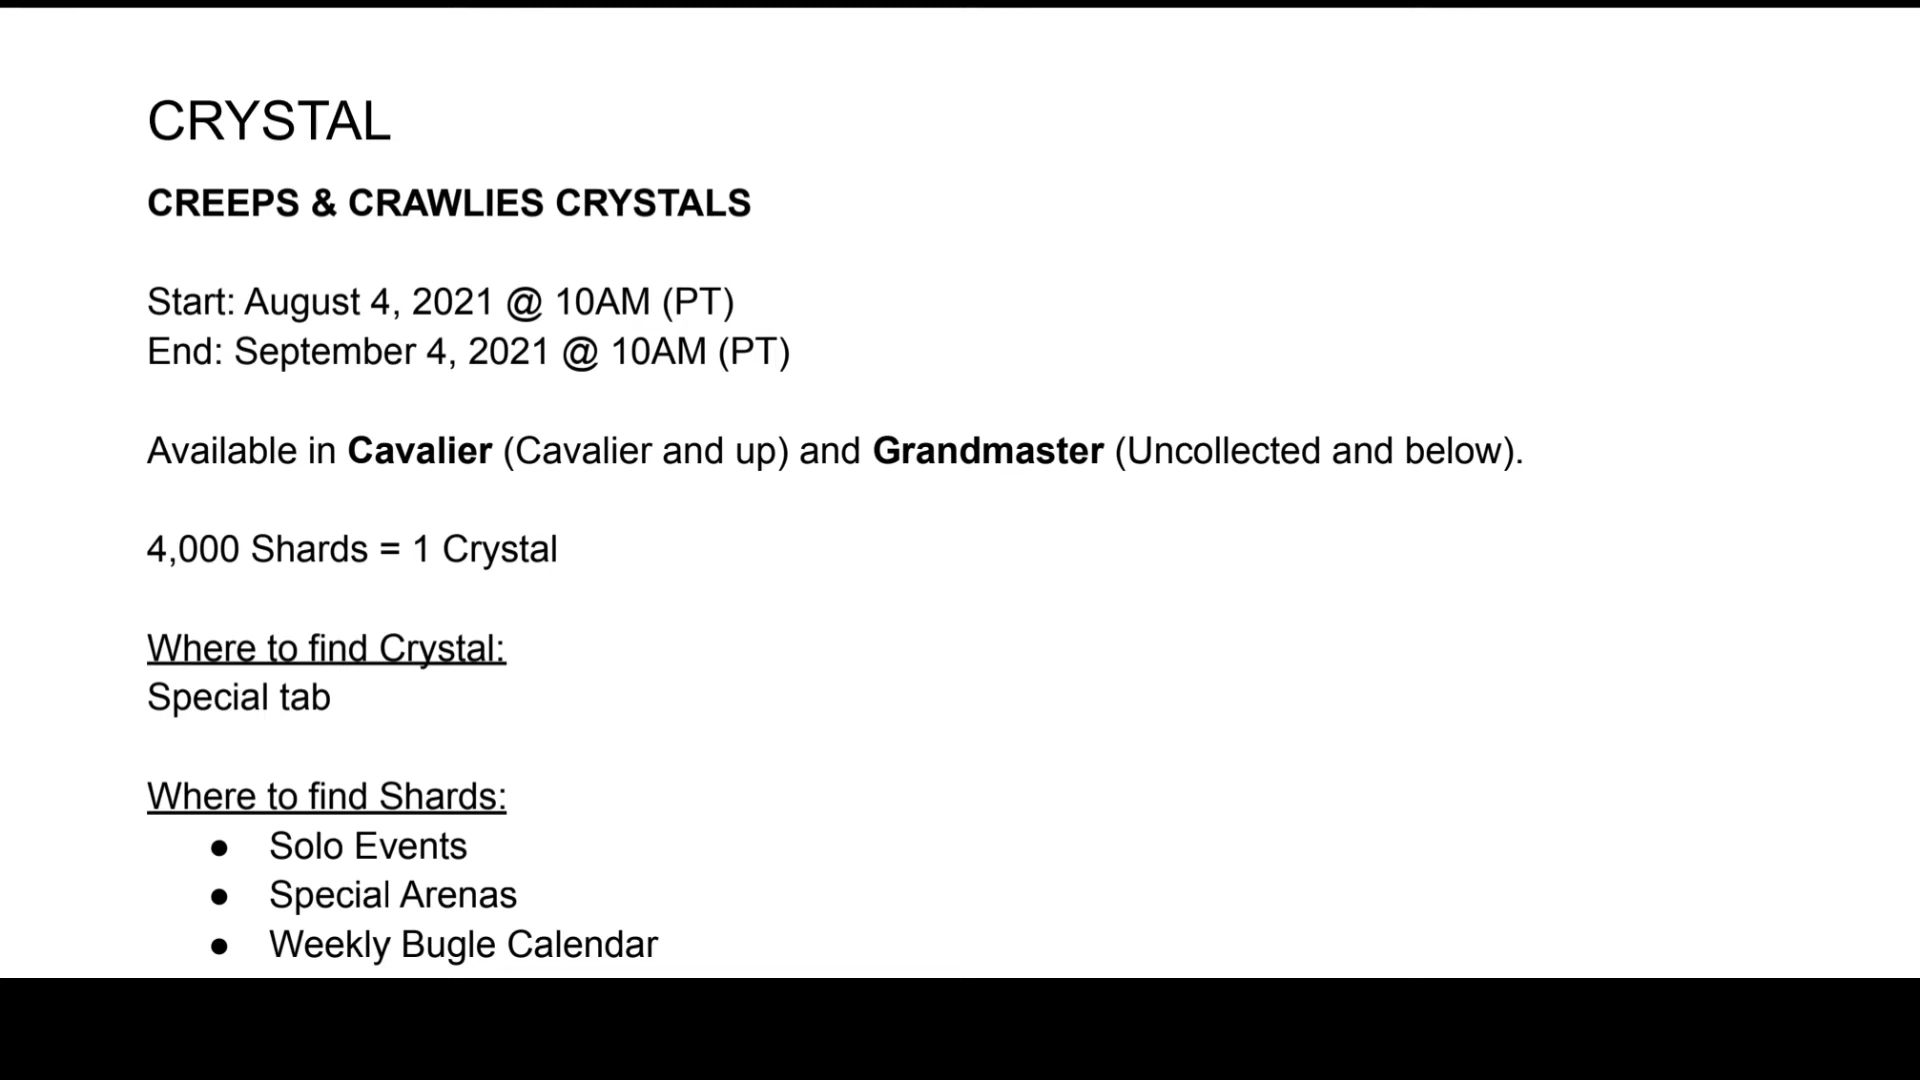 CRYSTAL
CREEPS & CRAWLIES CRYSTALS
Start: August 4, 2021 @ 10AM (PT)
End: September 4, 2021 @ 10AM (PT)
Available in Cavalier (Cavalier and up) and Grandmaster (Uncollected and below).
4,000 Shards = 1 Crystal
Where to find Crystal:
Special tab
Where to find Shards:
● Solo Events
● Special Arenas
● Weekly Bugle Calendar